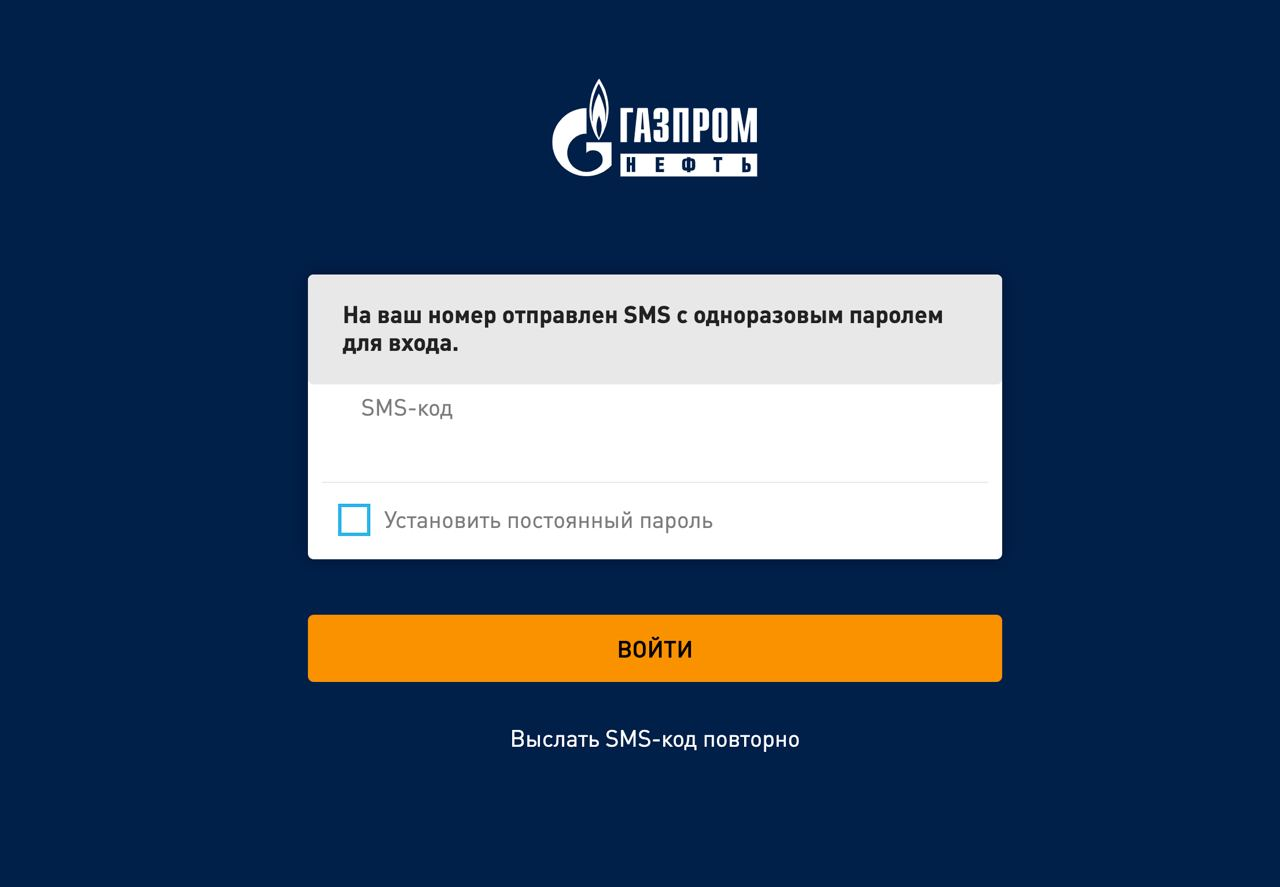 ГАЗПРОМ
НЕФТЬ
На ваш номер отправлен SMS с одноразовым паролем
для входа.
SMS-код
Установить постоянный пароль
ВОЙТИ
Выслать SMS-код повторно